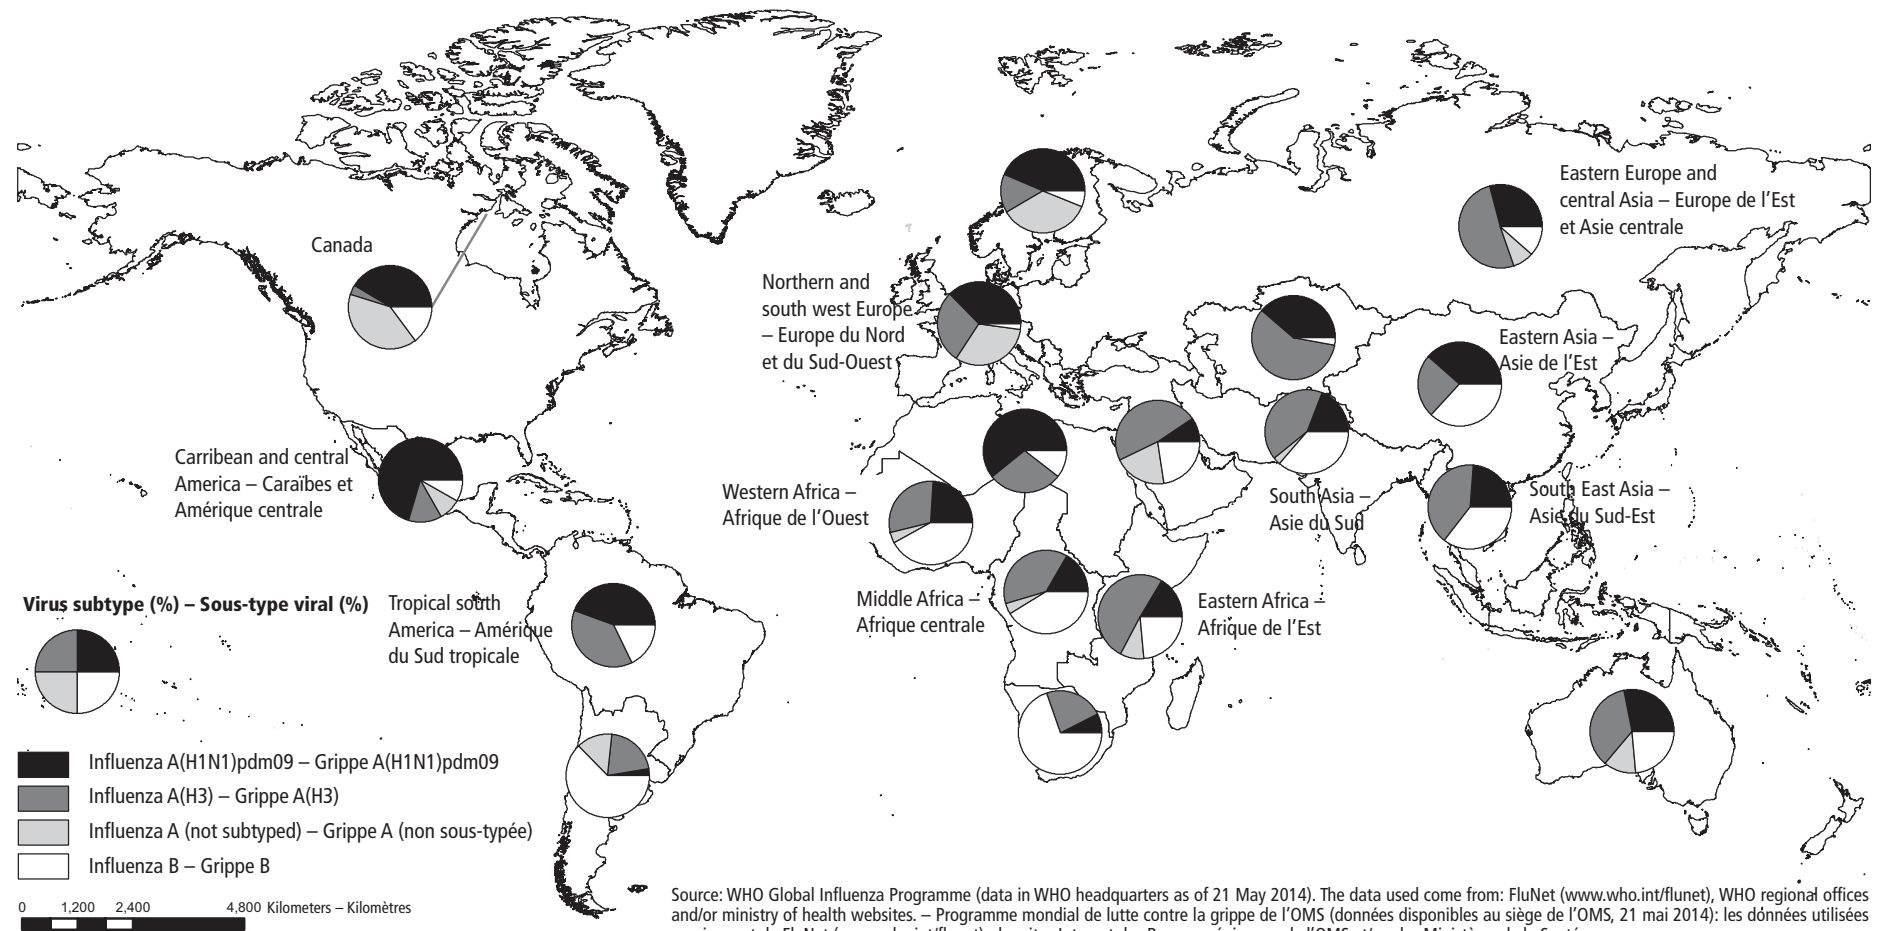 Canada
Eastern Europe and
central Asia – Europe de l'Est
et Asie centrale
Northern and
south west Europe
– Europe du Nord
et du Sud-Ouest
Eastern Asia –
Asie de l'Est
Carribean and central
America – Caraïbes et
Amérique centrale
Western Africa –
Afrique de l'Ouest
South Asia –
Asie du Sud
South East Asia –
Asie du Sud-Est
Virus subtype (%) – Sous-type viral (%)
Tropical south
America – Amérique
du Sud tropicale
Middle Africa –
Afrique centrale
Eastern Africa –
Afrique de l'Est
Influenza A(H1N1)pdm09 – Grippe A(H1N1)pdm09
Influenza A(H3) – Grippe A(H3)
Influenza A (not subtyped) – Grippe A (non sous-typée)
Influenza B – Grippe B
0 1,200 2,400 4,800 Kilometers – Kilomètres
Source: WHO Global Influenza Programme (data in WHO headquarters as of 21 May 2014). The data used come from: FluNet (www.who.int/flunet), WHO regional offices
and/or ministry of health websites. – Programme mondial de lutte contre la grippe de l'OMS (données disponibles au siège de l'OMS, 21 mai 2014): les données utilisées